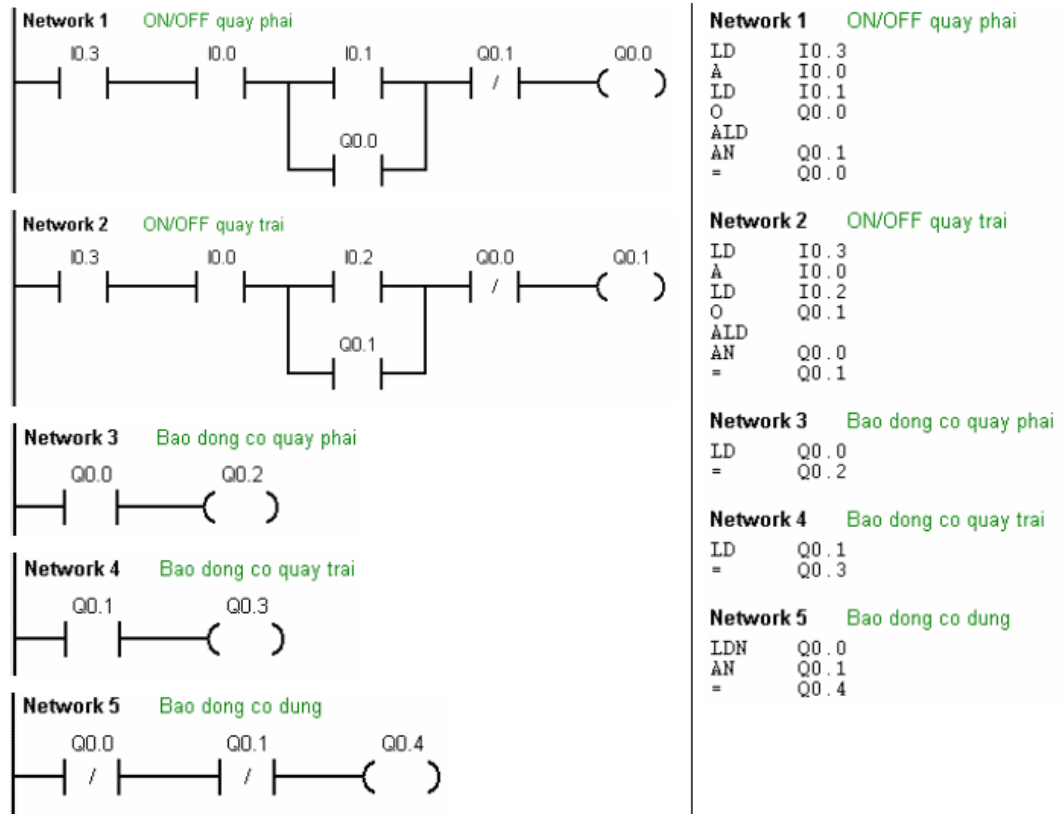 Network 1 ON/OFF quay phai
I0.3 I0.0 I0.1 Q0.1 Q0.0
/
Q0.0
Network 2 ON/OFF quay trai
I0.3 I0.0 I0.2 Q0.0 Q0.1
/
Q0.1
Network 3 Bao dong co quay phai
Q0.0 Q0.2
Network 4 Bao dong co quay trai
Q0.1 Q0.3
Network 5 Bao dong co dung
Q0.0 Q0.1 Q0.4
/ /
Network 1 ON/OFF quay phai
LD I0.3
A I0.0
LD I0.1
O Q0.0
ALD
AN Q0.1
= Q0.0
Network 2 ON/OFF quay trai
LD I0.3
A I0.0
LD I0.2
O Q0.1
ALD
AN Q0.0
= Q0.1
Network 3 Bao dong co quay phai
LD Q0.0
= Q0.2
Network 4 Bao dong co quay trai
LD Q0.1
= Q0.3
Network 5 Bao dong co dung
LDN Q0.0
AN Q0.1
= Q0.4